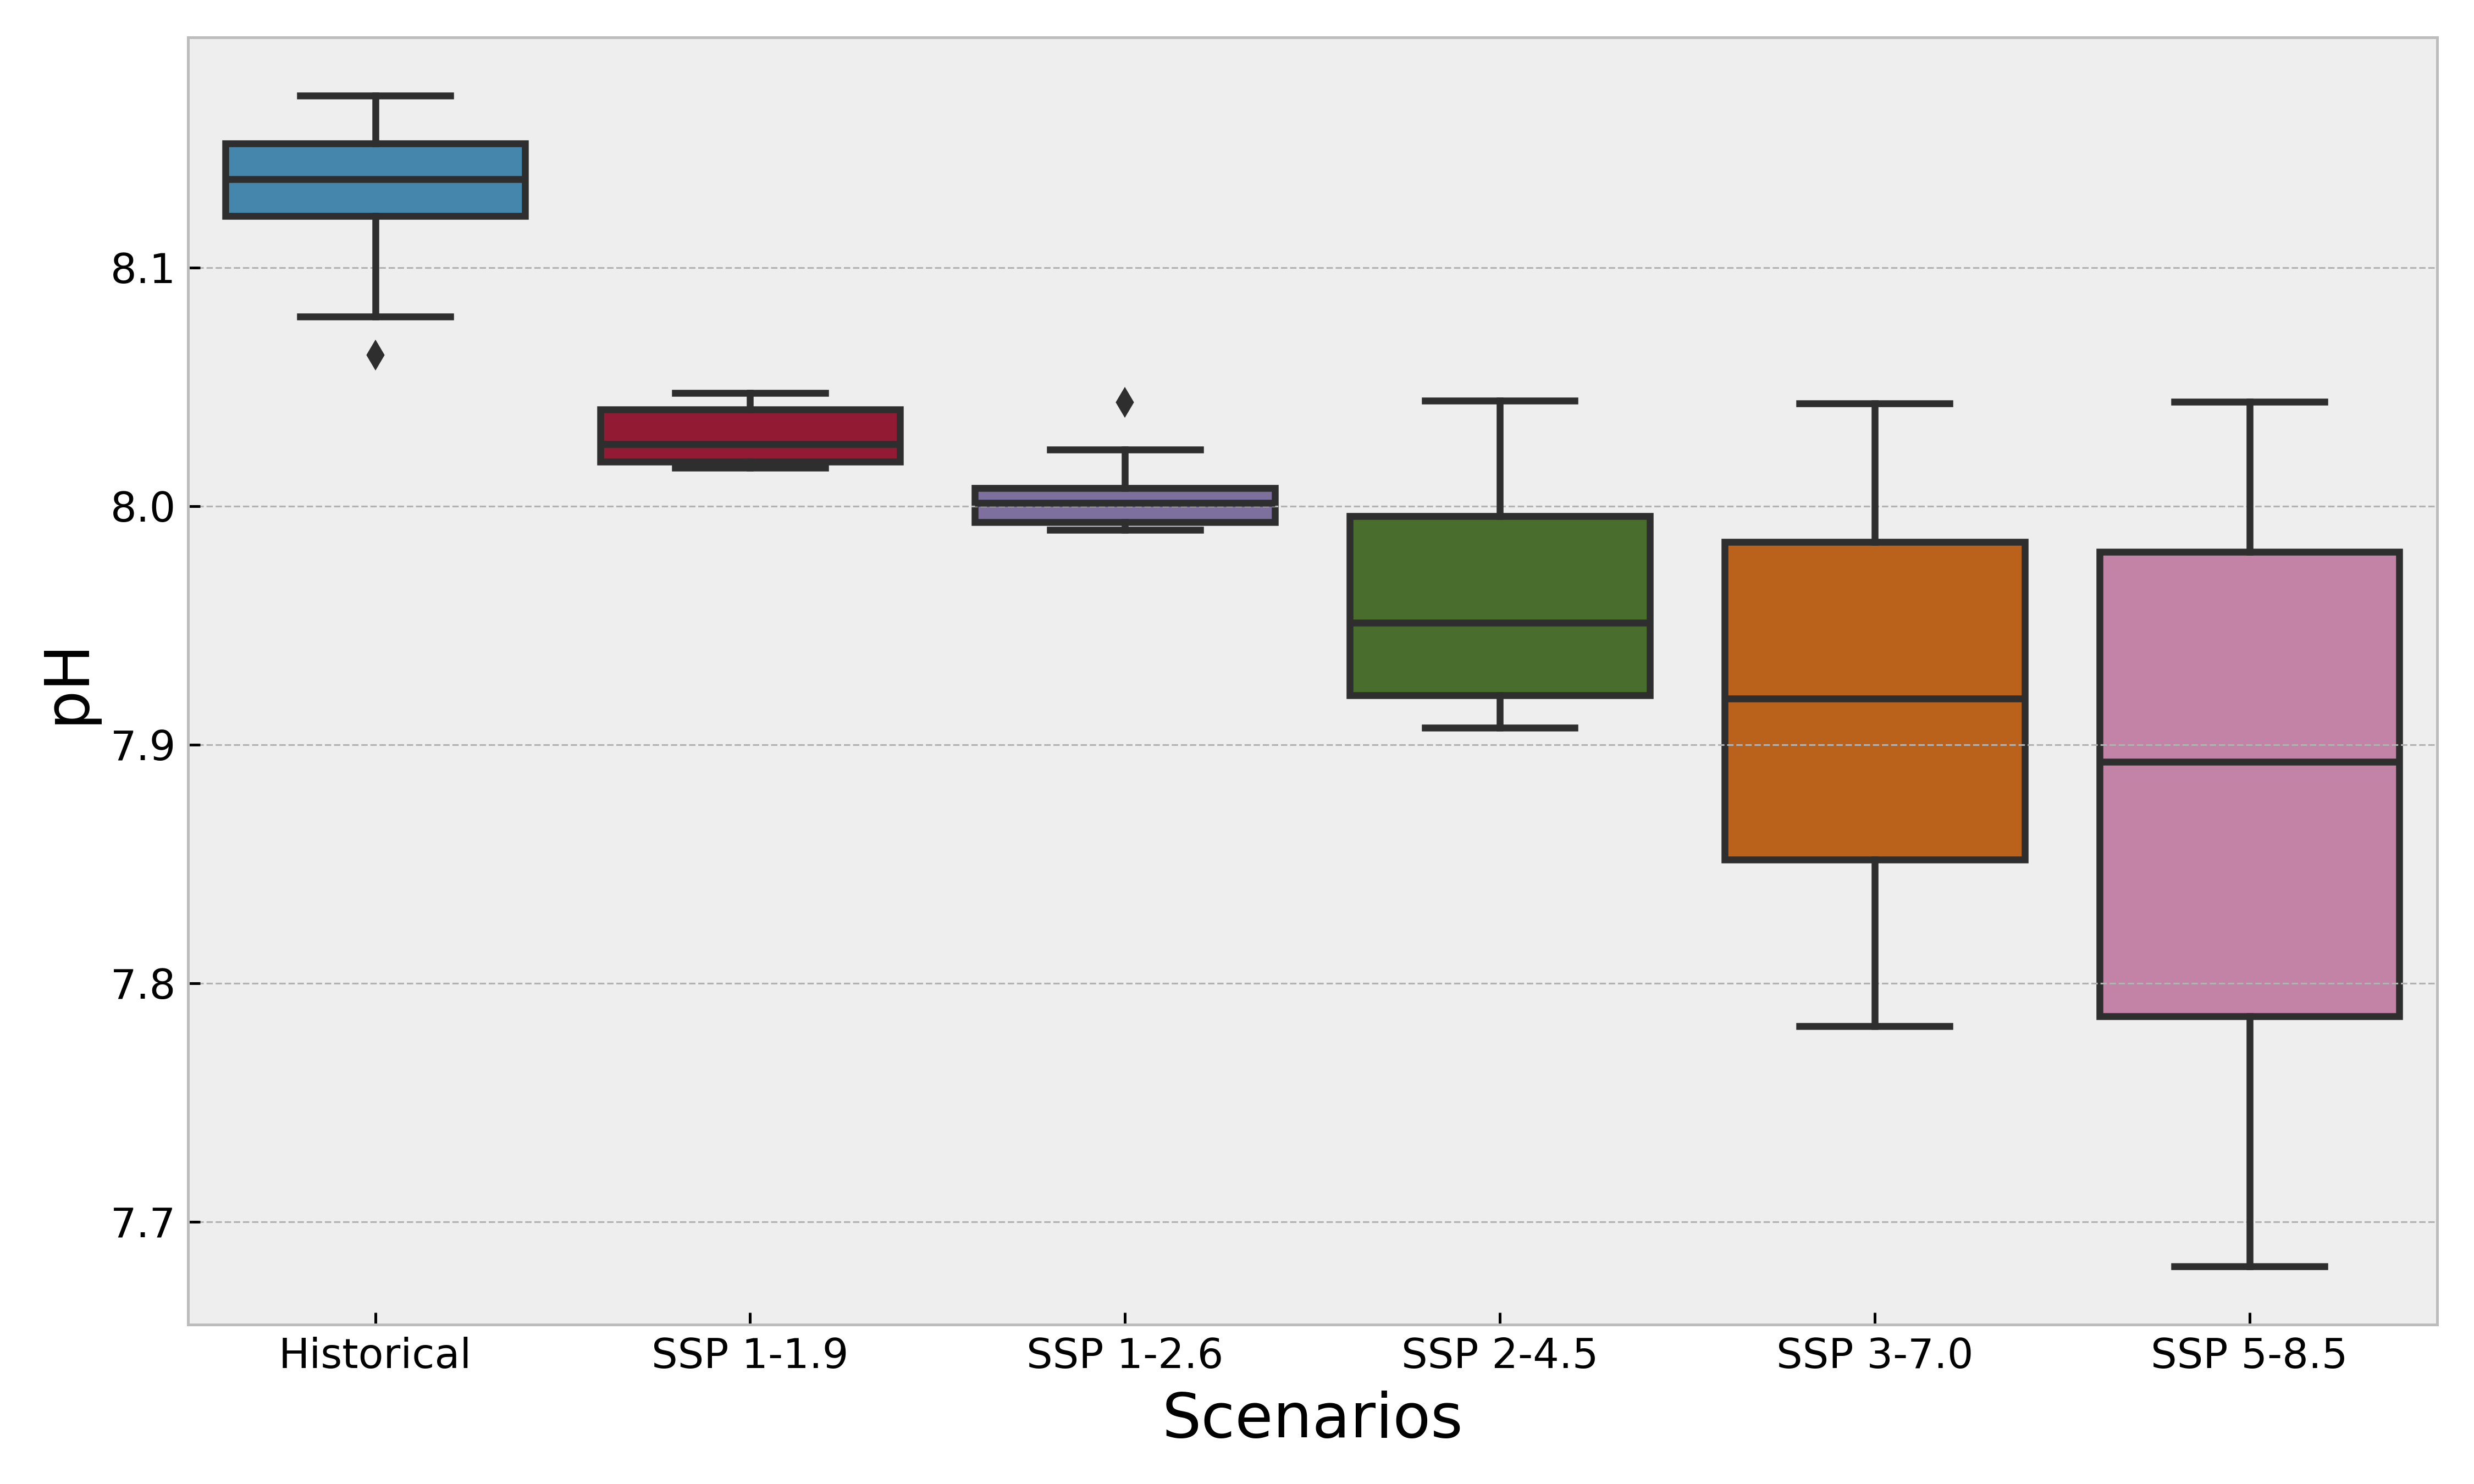 pH
8.1
8.0
7.9
7.8
7.7
Historical
SSP 1-1.9
SSP 1-2.6
SSP 2-4.5
SSP 3-7.0
SSP 5-8.5
Scenarios